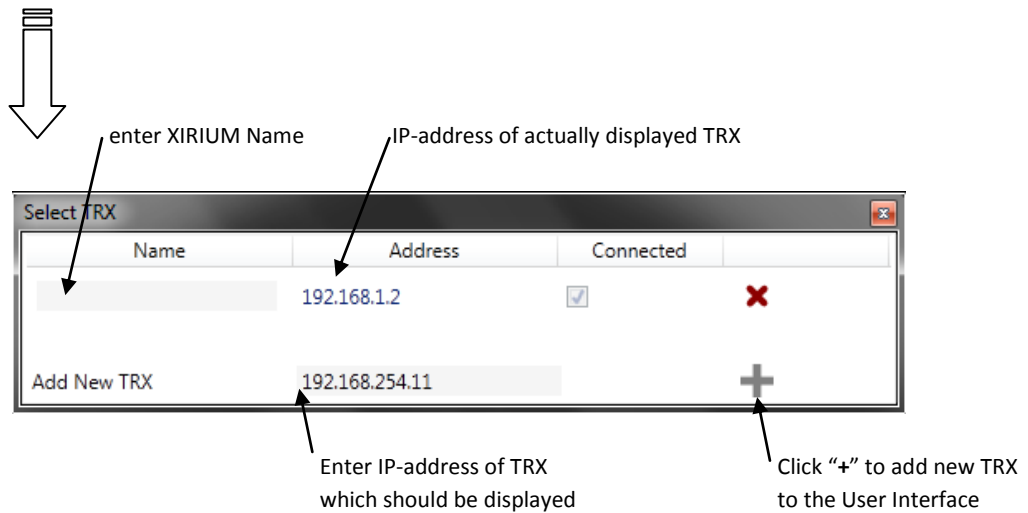 enter XIRIUM Name
IP-address of actually displayed TRX
Select TRX
Name Address Connected
192.168.1.2
Add New TRX 192.168.254.11
Enter IP-address of TRX
which should be displayed
Click “+” to add new TRX
to the User Interface